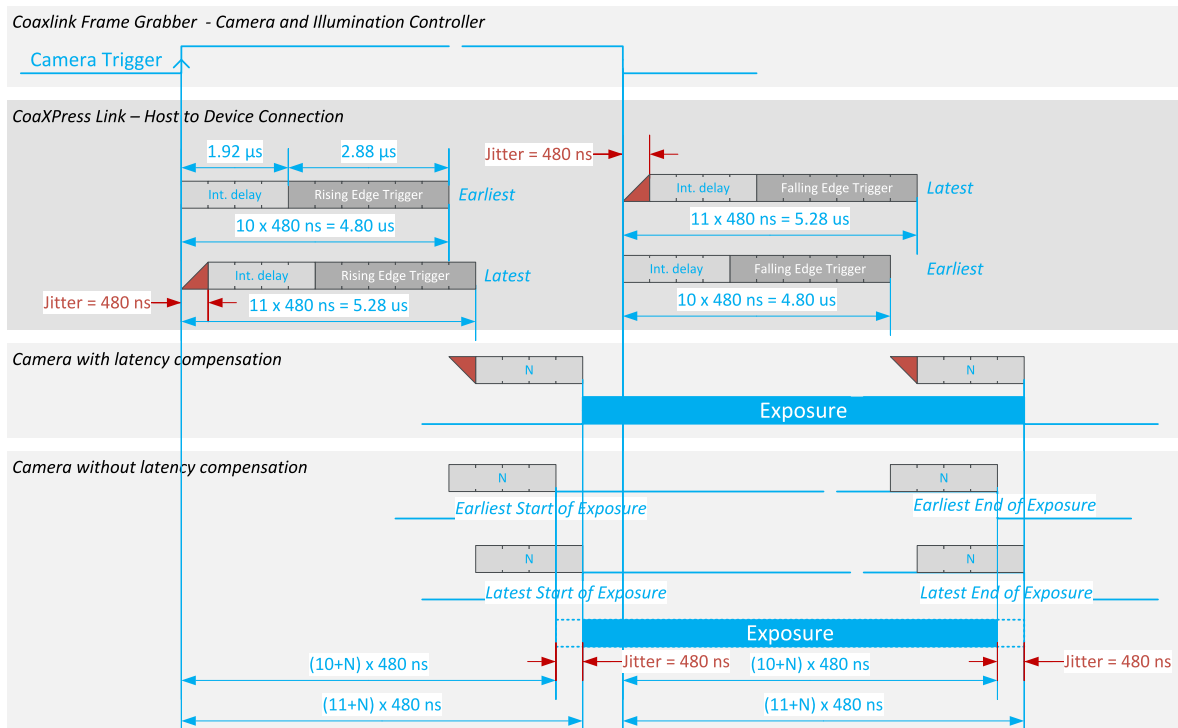 Coaxlink Frame Grabber - Camera and Illumination Controller
Camera Trigger
CoaXPress Link – Host to Device Connection
1.92 µs
2.88 µs
Int. delay
Rising Edge Trigger
Earliest
10 x 480 ns = 4.80 us
Int. delay
Rising Edge Trigger
Latest
Jitter = 480 ns
11 x 480 ns = 5.28 us
Jitter = 480 ns
Int. delay
Falling Edge Trigger
Latest
11 x 480 ns = 5.28 us
Int. delay
Falling Edge Trigger
Earliest
10 x 480 ns = 4.80 us
Camera with latency compensation
N
N
Exposure
Camera without latency compensation
N
N
Earliest Start of Exposure
Earliest End of Exposure
N
N
Latest Start of Exposure
Latest End of Exposure
Exposure
(10+N) x 480 ns
Jitter = 480 ns
(10+N) x 480 ns
Jitter = 480 ns
(11+N) x 480 ns
(11+N) x 480 ns